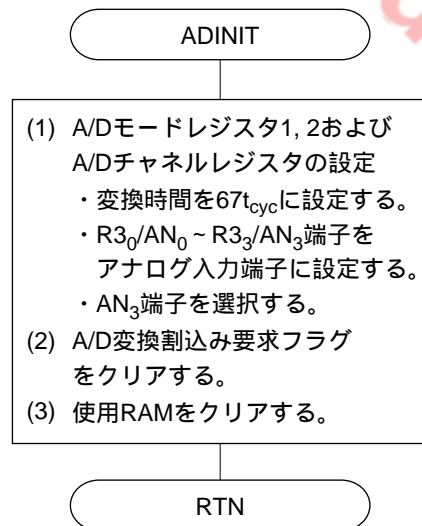 ADINIT
(1) A/Dモードレジスタ1, 2および
A/Dチャネルレジスタの設定
・変換時間を67tcycに設定する。
・R30/AN0 ~ R33/AN3端子を
アナログ入力端子に設定する。
・AN3端子を選択する。
(2) A/D変換割込み要求フラグ
をクリアする。
(3) 使用RAMをクリアする。
RTN